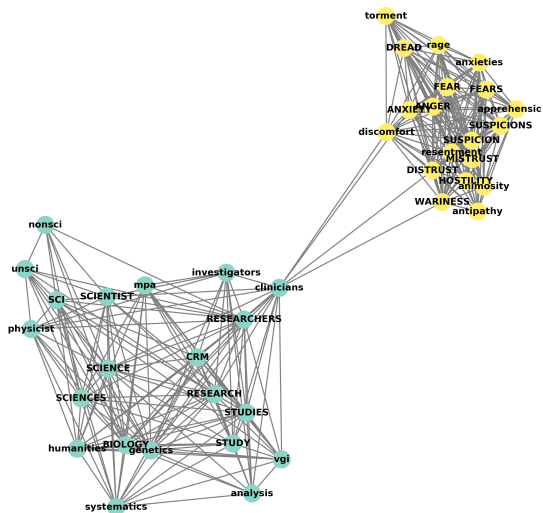 torment
DREAD
rage
anxieties
FEAR
FEARS
ANXIETY
ANGER
apprehensic
SUSPICIONS
discomfort
SUSPICION
resentment
MISTRUST
DISTRUST
HOSTILITY
animosity
WARINESS
antipathy
nonsci
unsci
investigators
mpa
clinicians
SCI
SCIENTIST
RESEARCHERS
physicist
CRM
SCIENCE
RESEARCH
SCIENCES
STUDIES
BIOLOGY
STUDY
humanities
genetics
vgi
analysis
systematics